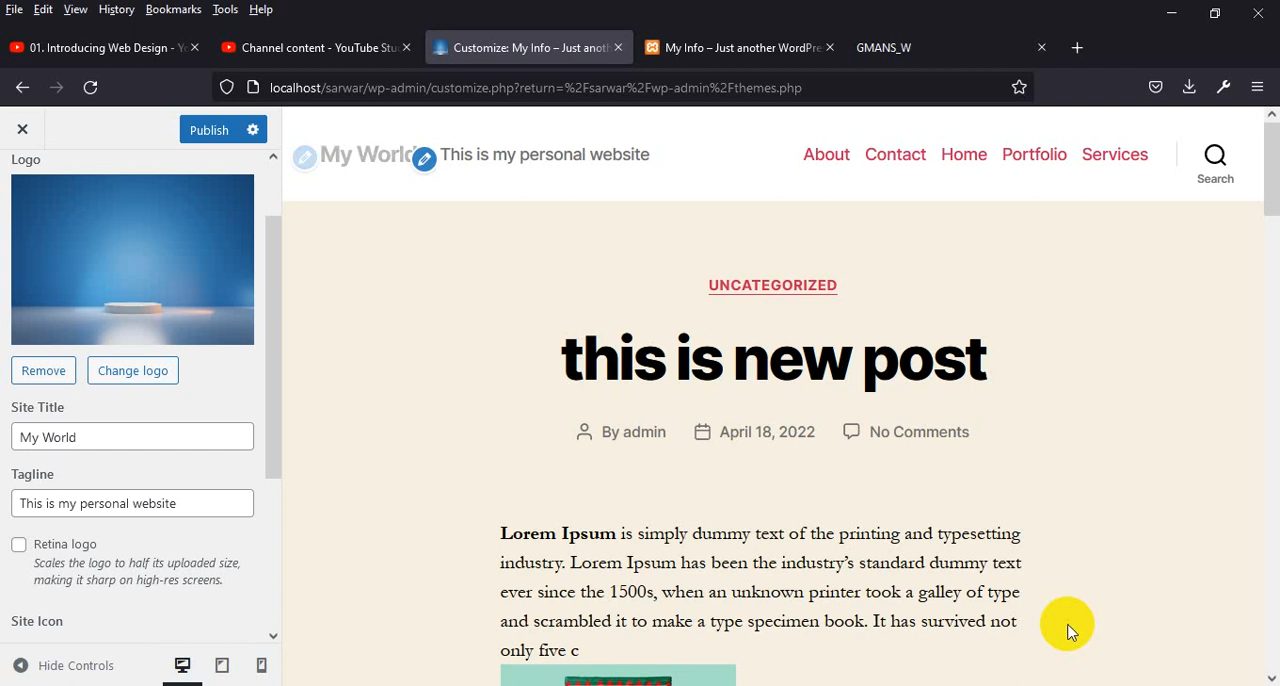 File Edit View History Bookmarks Tools Help
01. Introducing Web Design - Yo
Channel content - YouTube Stu
Customize: My Info – Just anoth
My Info – Just another WordPre
GMANS_W
localhost/sarwar/wp-admin/customize.php?return=%2Fsarwar%2Fwp-admin%2Fthemes.php
Publish
Logo
Remove
Change logo
Site Title
My World
Tagline
This is my personal website
Retina logo
Scales the logo to half its uploaded size,
making it sharp on high-res screens.
Site Icon
Hide Controls
My World
This is my personal website
About Contact Home Portfolio Services
Search
UNCATEGORIZED
this is new post
By admin April 18, 2022 No Comments
Lorem Ipsum is simply dummy text of the printing and typesetting
industry. Lorem Ipsum has been the industry’s standard dummy text
ever since the 1500s, when an unknown printer took a galley of type
and scrambled it to make a type specimen book. It has survived not
only five c